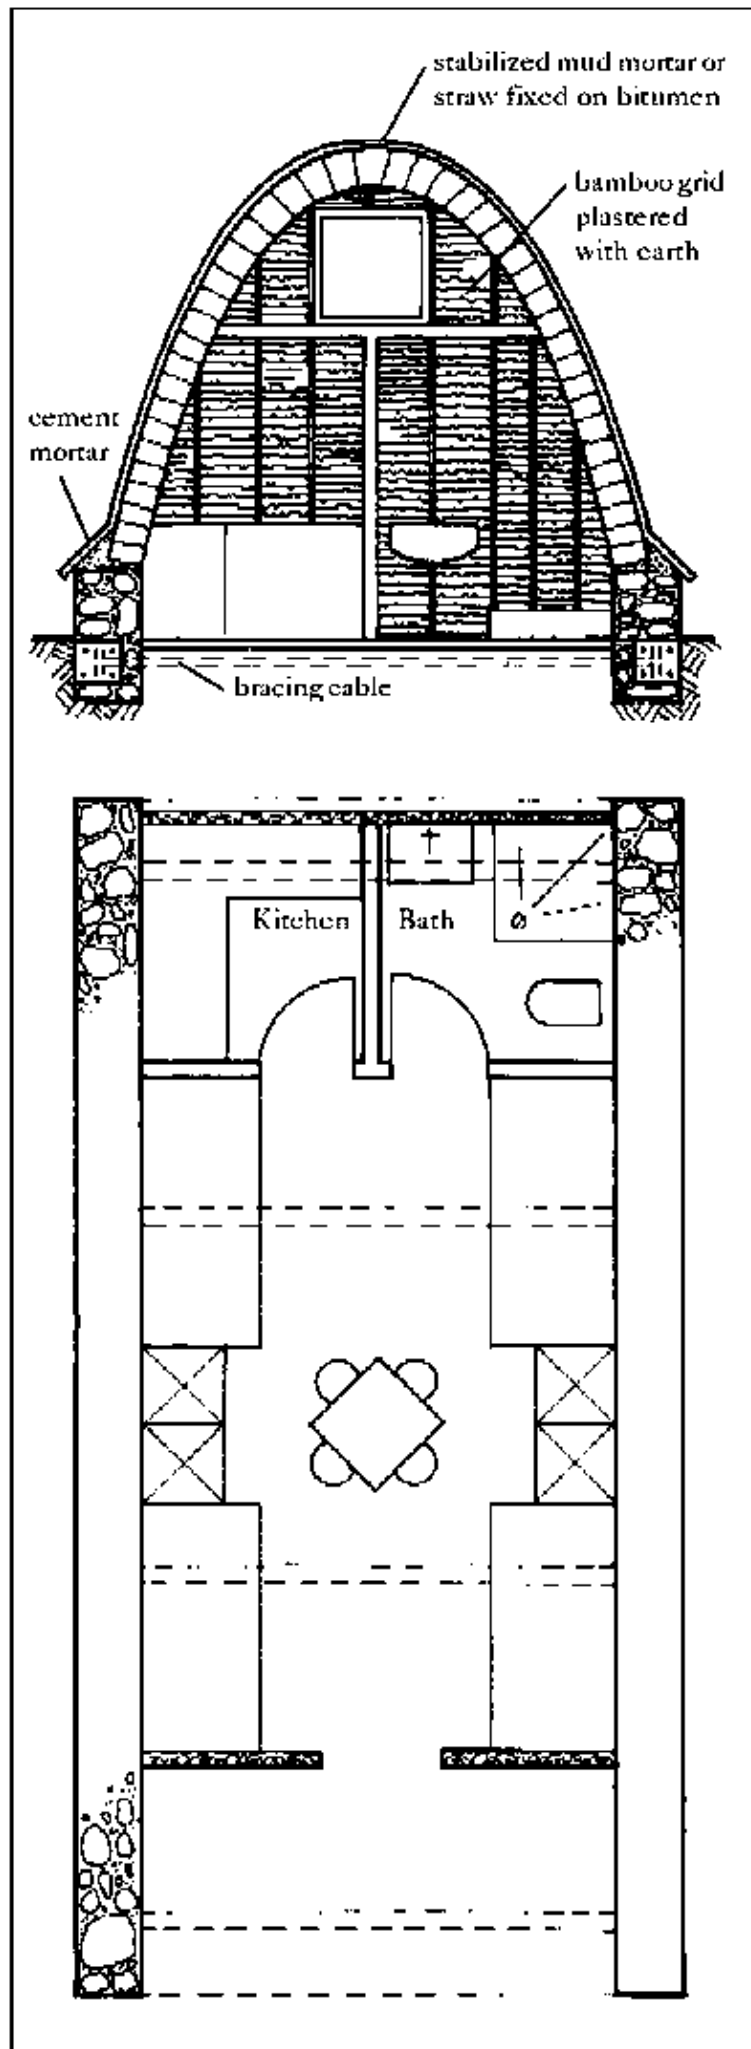 stabilized mud mortar or
straw fixed on bitumen
bamboo grid
plastered
with earth
cement
mortar
bracing cable
Kitchen
Bath